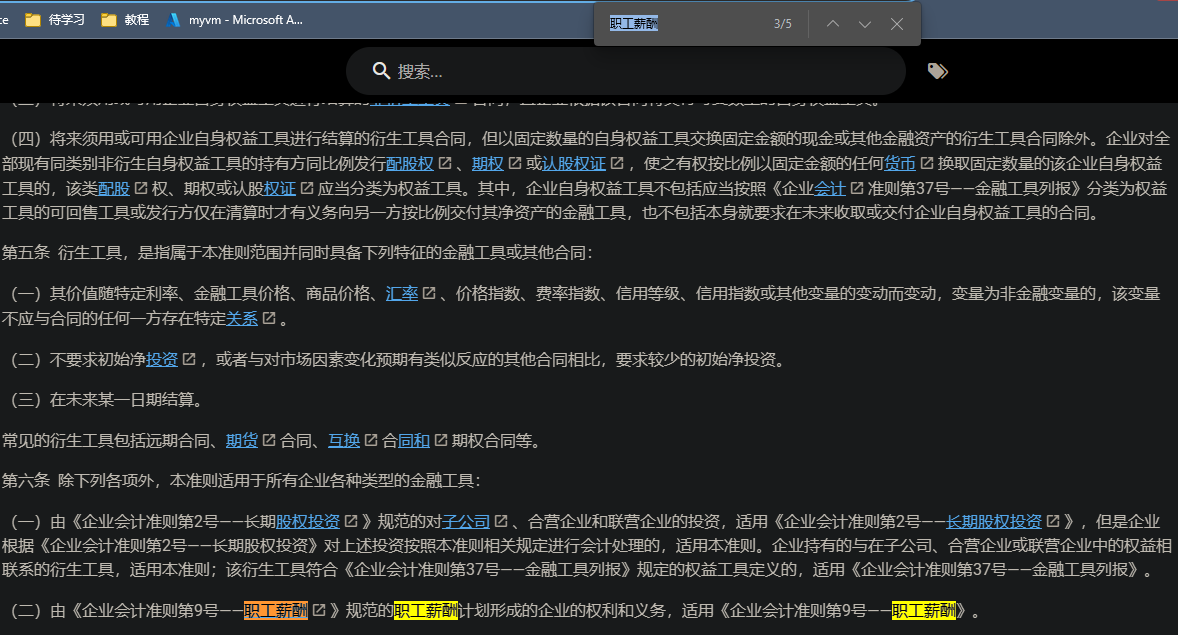 ce 待学习 教程 myvm - Microsoft A...
职工薪酬 3/5
搜索...
（四）将来须用或可用企业自身权益工具进行结算的衍生工具合同，但以固定数量的自身权益工具交换固定金额的现金或其他金融资产的衍生工具合同除外。企业对全
部现有同类别非衍生自身权益工具的持有方同比例发行配股权、期权或认股权证，使之有权按比例以固定金额的任何货币换取固定数量的该企业自身权益
工具的，该类配股权、期权或认股权证应当分类为权益工具。其中，企业自身权益工具不包括应当按照《企业会计准则第37号——金融工具列报》分类为权益
工具的可回售工具或发行方仅在清算时才有义务向另一方按比例交付其净资产的金融工具，也不包括本身就要求在未来收取或交付企业自身权益工具的合同。
第五条 衍生工具，是指属于本准则范围并同时具备下列特征的金融工具或其他合同：
（一）其价值随特定利率、金融工具价格、商品价格、汇率、价格指数、费率指数、信用等级、信用指数或其他变量的变动而变动，变量为非金融变量的，该变量
不应与合同的任何一方存在特定关系。
（二）不要求初始净投资，或者与对市场因素变化预期有类似反应的其他合同相比，要求较少的初始净投资。
（三）在未来某一日期结算。
常见的衍生工具包括远期合同、期货合同、互换合同和期权合同等。
第六条 除下列各项外，本准则适用于所有企业各种类型的金融工具：
（一）由《企业会计准则第2号——长期股权投资》规范的对子公司、合营企业和联营企业的投资，适用《企业会计准则第2号——长期股权投资》，但是企业
根据《企业会计准则第2号——长期股权投资》对上述投资按照本准则相关规定进行会计处理的，适用本准则。企业持有的与在子公司、合营企业或联营企业中的权益相
联系的衍生工具，适用本准则；该衍生工具符合《企业会计准则第37号——金融工具列报》规定的权益工具定义的，适用《企业会计准则第37号——金融工具列报》。
（二）由《企业会计准则第9号——职工薪酬》规范的职工薪酬计划形成的企业的权利和义务，适用《企业会计准则第9号——职工薪酬》。